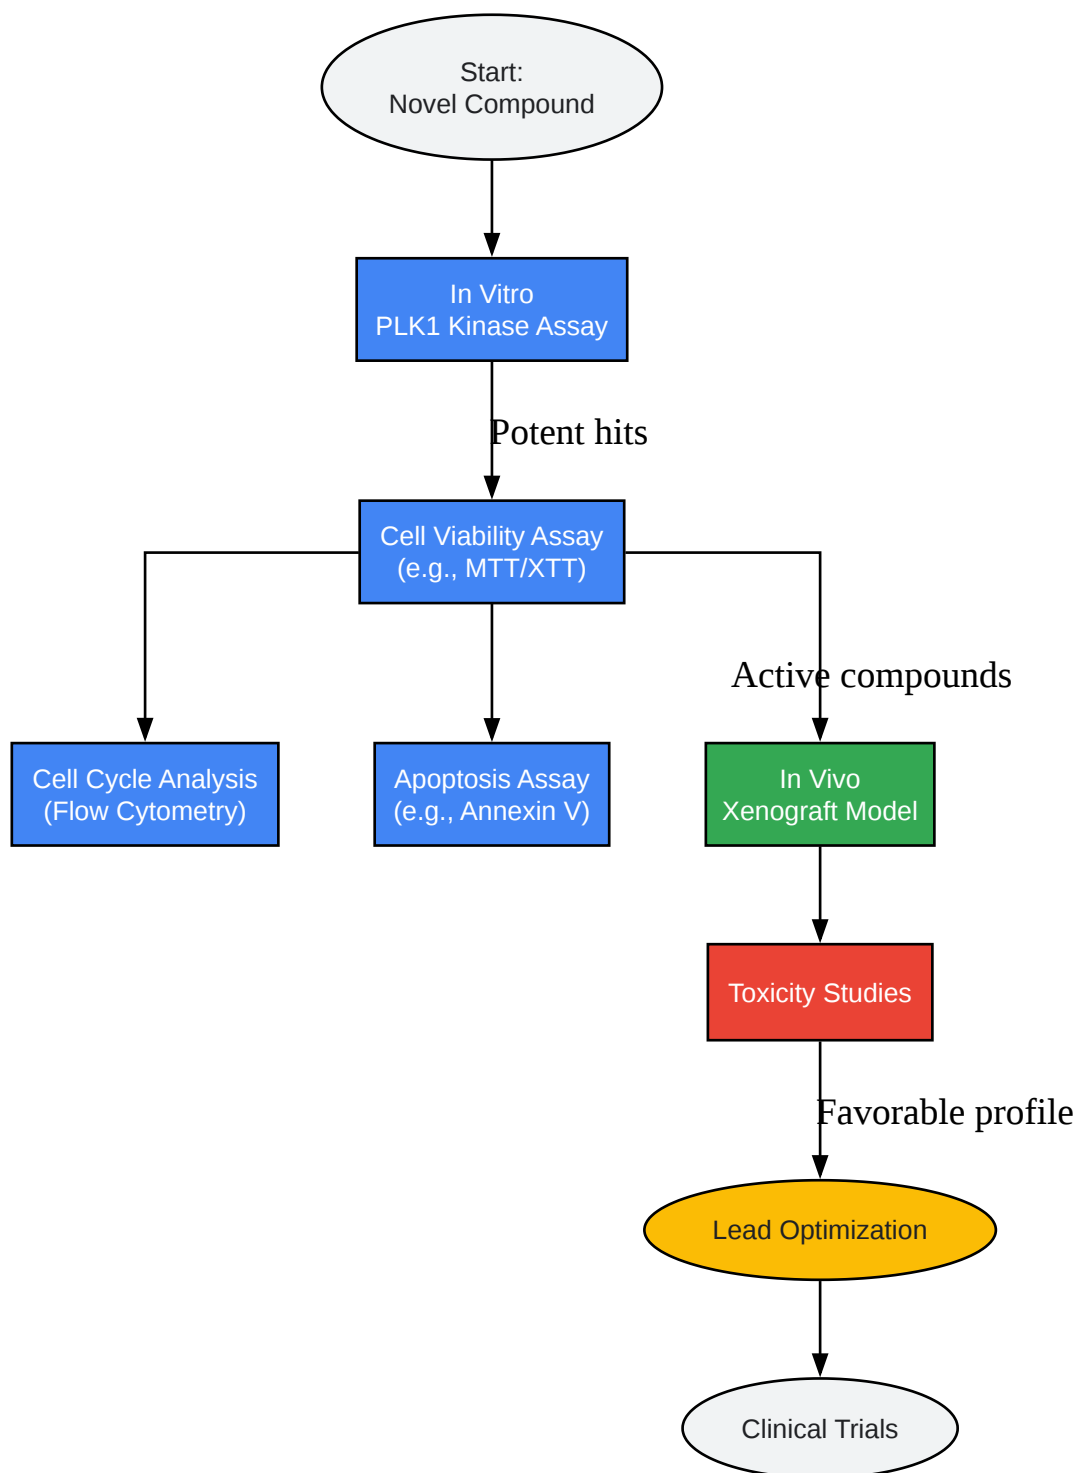 Start:
Novel Compound
In Vitro
PLK1 Kinase Assay
Potent hits
Cell Viability Assay
(e.g., MTT/XTT)
Active compounds
Cell Cycle Analysis
(Flow Cytometry)
Apoptosis Assay
(e.g., Annexin V)
In Vivo
Xenograft Model
Toxicity Studies
Favorable profile
Lead Optimization
Clinical Trials